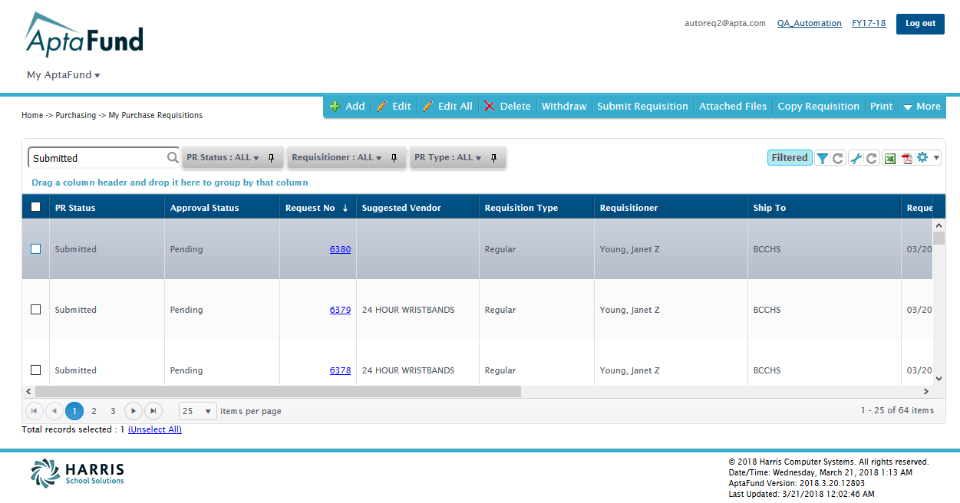 autoreq2@apta.com QA_Automation FY17-18 Log out
AptaFund
My AptaFund
Add Edit Edit All Delete Withdraw Submit Requisition Attached Files Copy Requisition Print More
Home -> Purchasing -> My Purchase Requisitions
Submitted PR Status : ALL Requisitioner : ALL PR Type : ALL Filtered
Drag a column header and drop it here to group by that column
PR Status Approval Status Request No ↓ Suggested Vendor Requisition Type Requisitioner Ship To Reque
Submitted Pending 6380 Regular Young, Janet Z BCCHS 03/20
Submitted Pending 6379 24 HOUR WRISTBANDS Regular Young, Janet Z BCCHS 03/20
Submitted Pending 6378 24 HOUR WRISTBANDS Regular Young, Janet Z BCCHS 03/20
1 2 3 25 items per page 1 - 25 of 64 items
Total records selected : 1 (Unselect All)
HARRIS
School Solutions
© 2018 Harris Computer Systems. All rights reserved.
Date/Time: Wednesday, March 21, 2018 1:13 AM
AptaFund Version: 2018.3.20.12893
Last Updated: 3/21/2018 12:02:46 AM